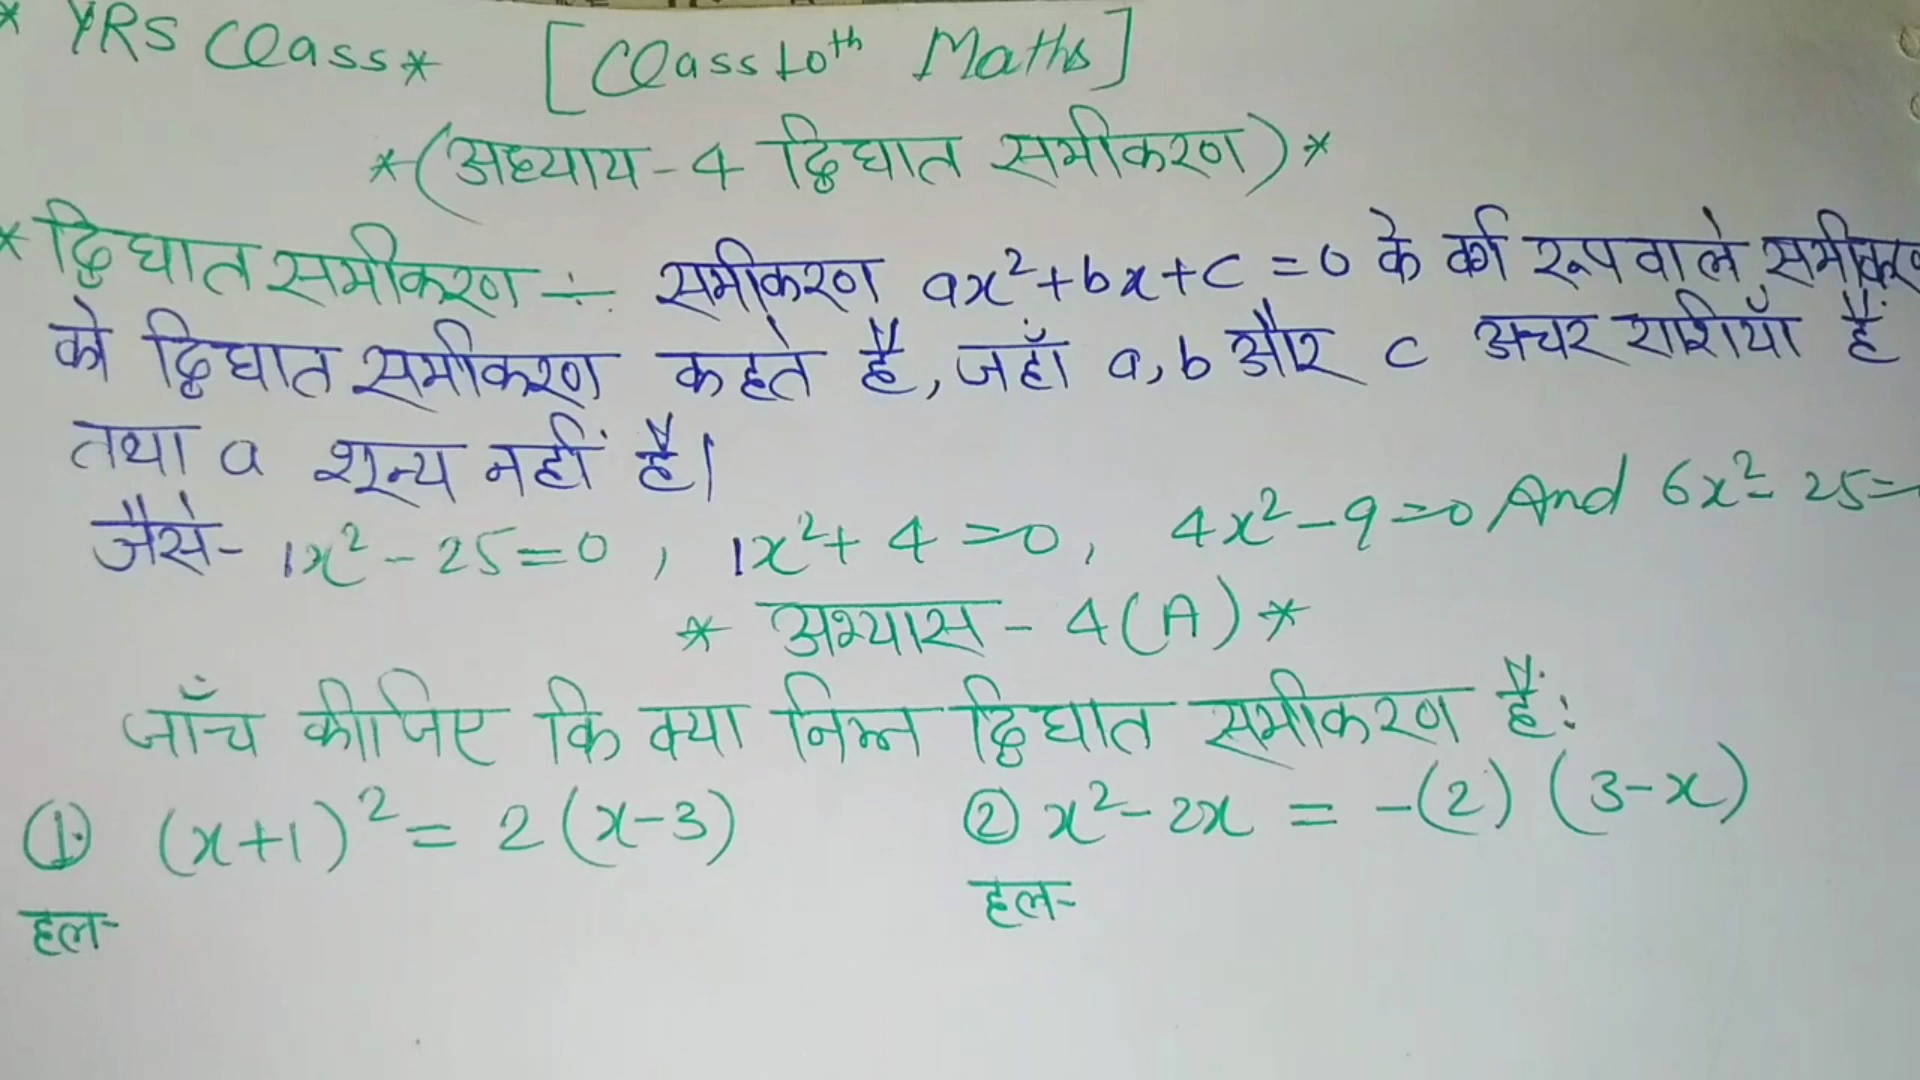 * YRS Class * [Class 10th Maths]
*(अध्याय-4 द्विघात समीकरण)*
* द्विघात समीकरण ÷ समीकरण ax²+bx+c=0 के रूप वाले समीकरण
को द्विघात समीकरण कहते है, जहाँ a, b और c अचर राशियाँ हैं
तथा a शून्य नहीं है।
जैसे- 1x²-25=0, 1x²+4=0, 4x²-9=0 And 6x²-25=
* अभ्यास-4(A)*
जाँच कीजिए कि क्या निम्न द्विघात समीकरण हैं:
① (x+1)²=2(x-3) ② x²-2x = -(2)(3-x)
हल- हल-